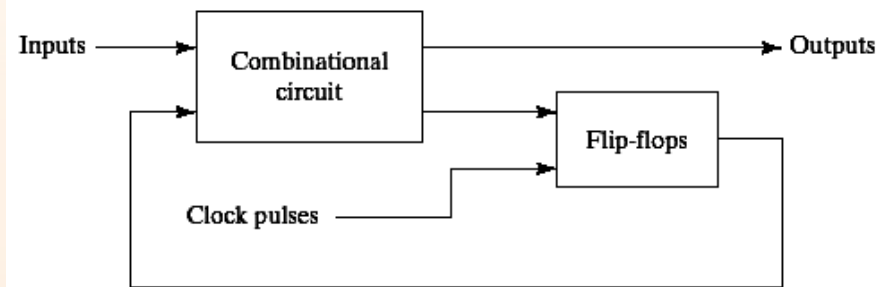 Inputs
Combinational
circuit
Outputs
Flip-flops
Clock pulses